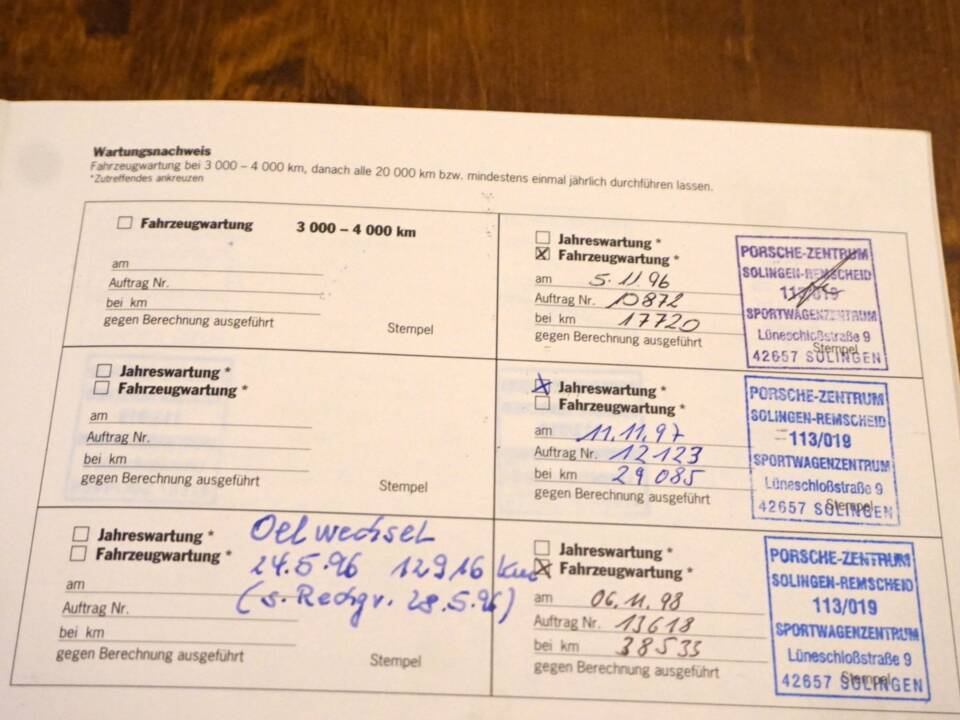 Wartungsnachweis
Fahrzeugwartung bei 3 000 – 4 000 km, danach alle 20 000 km bzw. mindestens einmal jährlich durchführen lassen.
*Zutreffendes ankreuzen
Fahrzeugwartung 3 000 – 4 000 km
am
Auftrag Nr.
bei km
gegen Berechnung ausgeführt
Stempel
Jahreswartung *
Fahrzeugwartung *
am 5.11.96
Auftrag Nr. 10872
bei km 17720
gegen Berechnung ausgeführt
Stempel
PORSCHE-ZENTRUM
SOLINGEN-REMSCHEID
113/019
SPORTWAGENZENTRUM
Lüneschloßstraße 9
42657 SOLINGEN
Jahreswartung *
Fahrzeugwartung *
am
Auftrag Nr.
bei km
gegen Berechnung ausgeführt
Stempel
Jahreswartung *
Fahrzeugwartung *
am 11.11.97
Auftrag Nr. 12123
bei km 29085
gegen Berechnung ausgeführt
Stempel
PORSCHE-ZENTRUM
SOLINGEN-REMSCHEID
113/019
SPORTWAGENZENTRUM
Lüneschloßstraße 9
42657 SOLINGEN
Jahreswartung *
Fahrzeugwartung *
am
Auftrag Nr.
bei km
gegen Berechnung ausgeführt
Stempel
Oelwechsel
24.5.96 12916 km
(s. Rechgr. 28.5.96)
Jahreswartung *
Fahrzeugwartung *
am 06.11.98
Auftrag Nr. 13618
bei km 38533
gegen Berechnung ausgeführt
Stempel
PORSCHE-ZENTRUM
SOLINGEN-REMSCHEID
113/019
SPORTWAGENZENTRUM
Lüneschloßstraße 9
42657 SOLINGEN